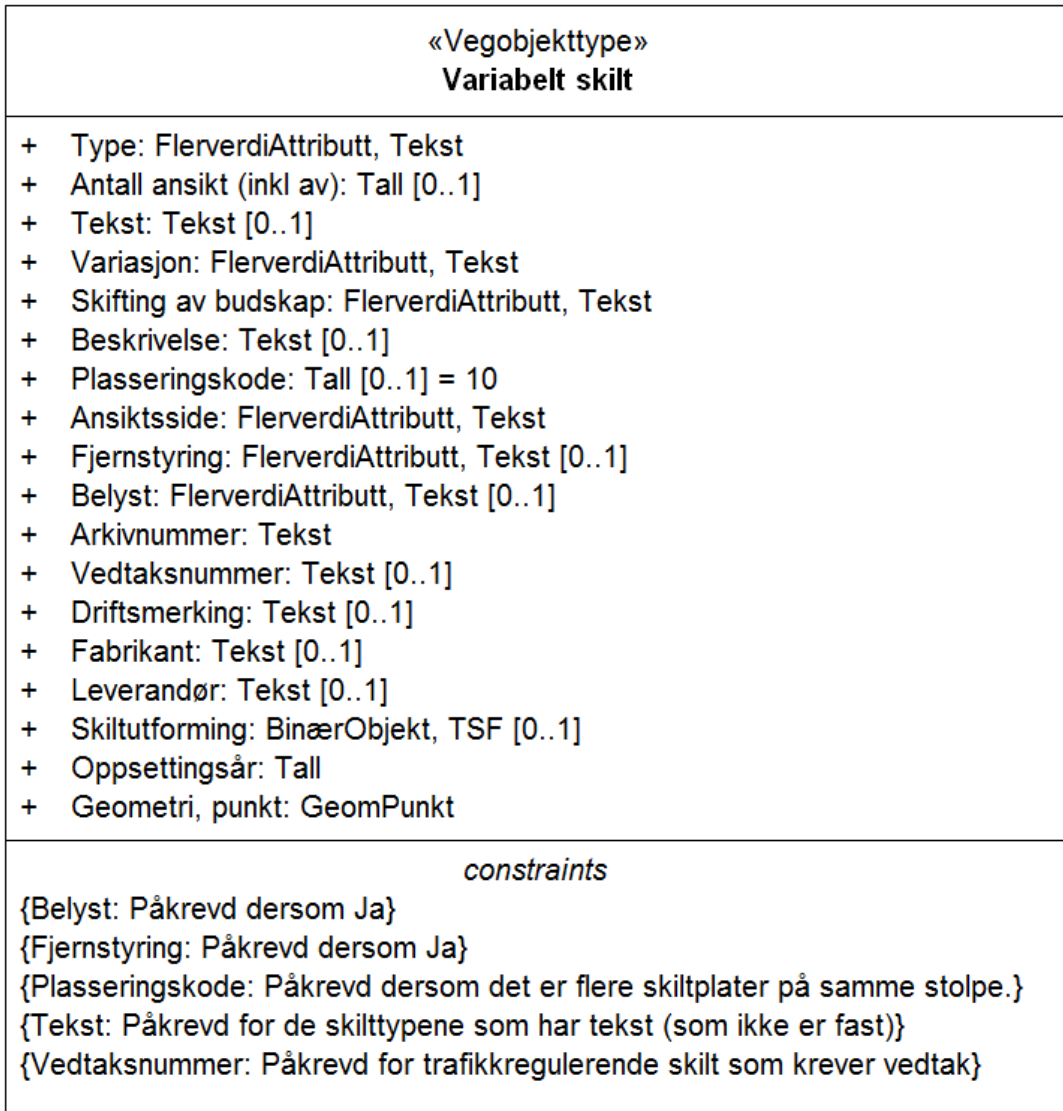 «Vegobjekttype»
Variabelt skilt
+ Type: FlerverdiAttributt, Tekst
+ Antall ansikt (inkl av): Tall [0..1]
+ Tekst: Tekst [0..1]
+ Variasjon: FlerverdiAttributt, Tekst
+ Skifting av budskap: FlerverdiAttributt, Tekst
+ Beskrivelse: Tekst [0..1]
+ Plasseringskode: Tall [0..1] = 10
+ Ansiktsside: FlerverdiAttributt, Tekst
+ Fjernstyring: FlerverdiAttributt, Tekst [0..1]
+ Belyst: FlerverdiAttributt, Tekst [0..1]
+ Arkivnummer: Tekst
+ Vedtaksnummer: Tekst [0..1]
+ Driftsmerking: Tekst [0..1]
+ Fabrikant: Tekst [0..1]
+ Leverandør: Tekst [0..1]
+ Skiltutforming: BinærObjekt, TSF [0..1]
+ Oppsettingsår: Tall
+ Geometri, punkt: GeomPunkt
constraints
{Belyst: Påkrevd dersom Ja}
{Fjernstyring: Påkrevd dersom Ja}
{Plasseringskode: Påkrevd dersom det er flere skiltplater på samme stolpe.}
{Tekst: Påkrevd for de skilttypene som har tekst (som ikke er fast)}
{Vedtaksnummer: Påkrevd for trafikkregulerende skilt som krever vedtak}